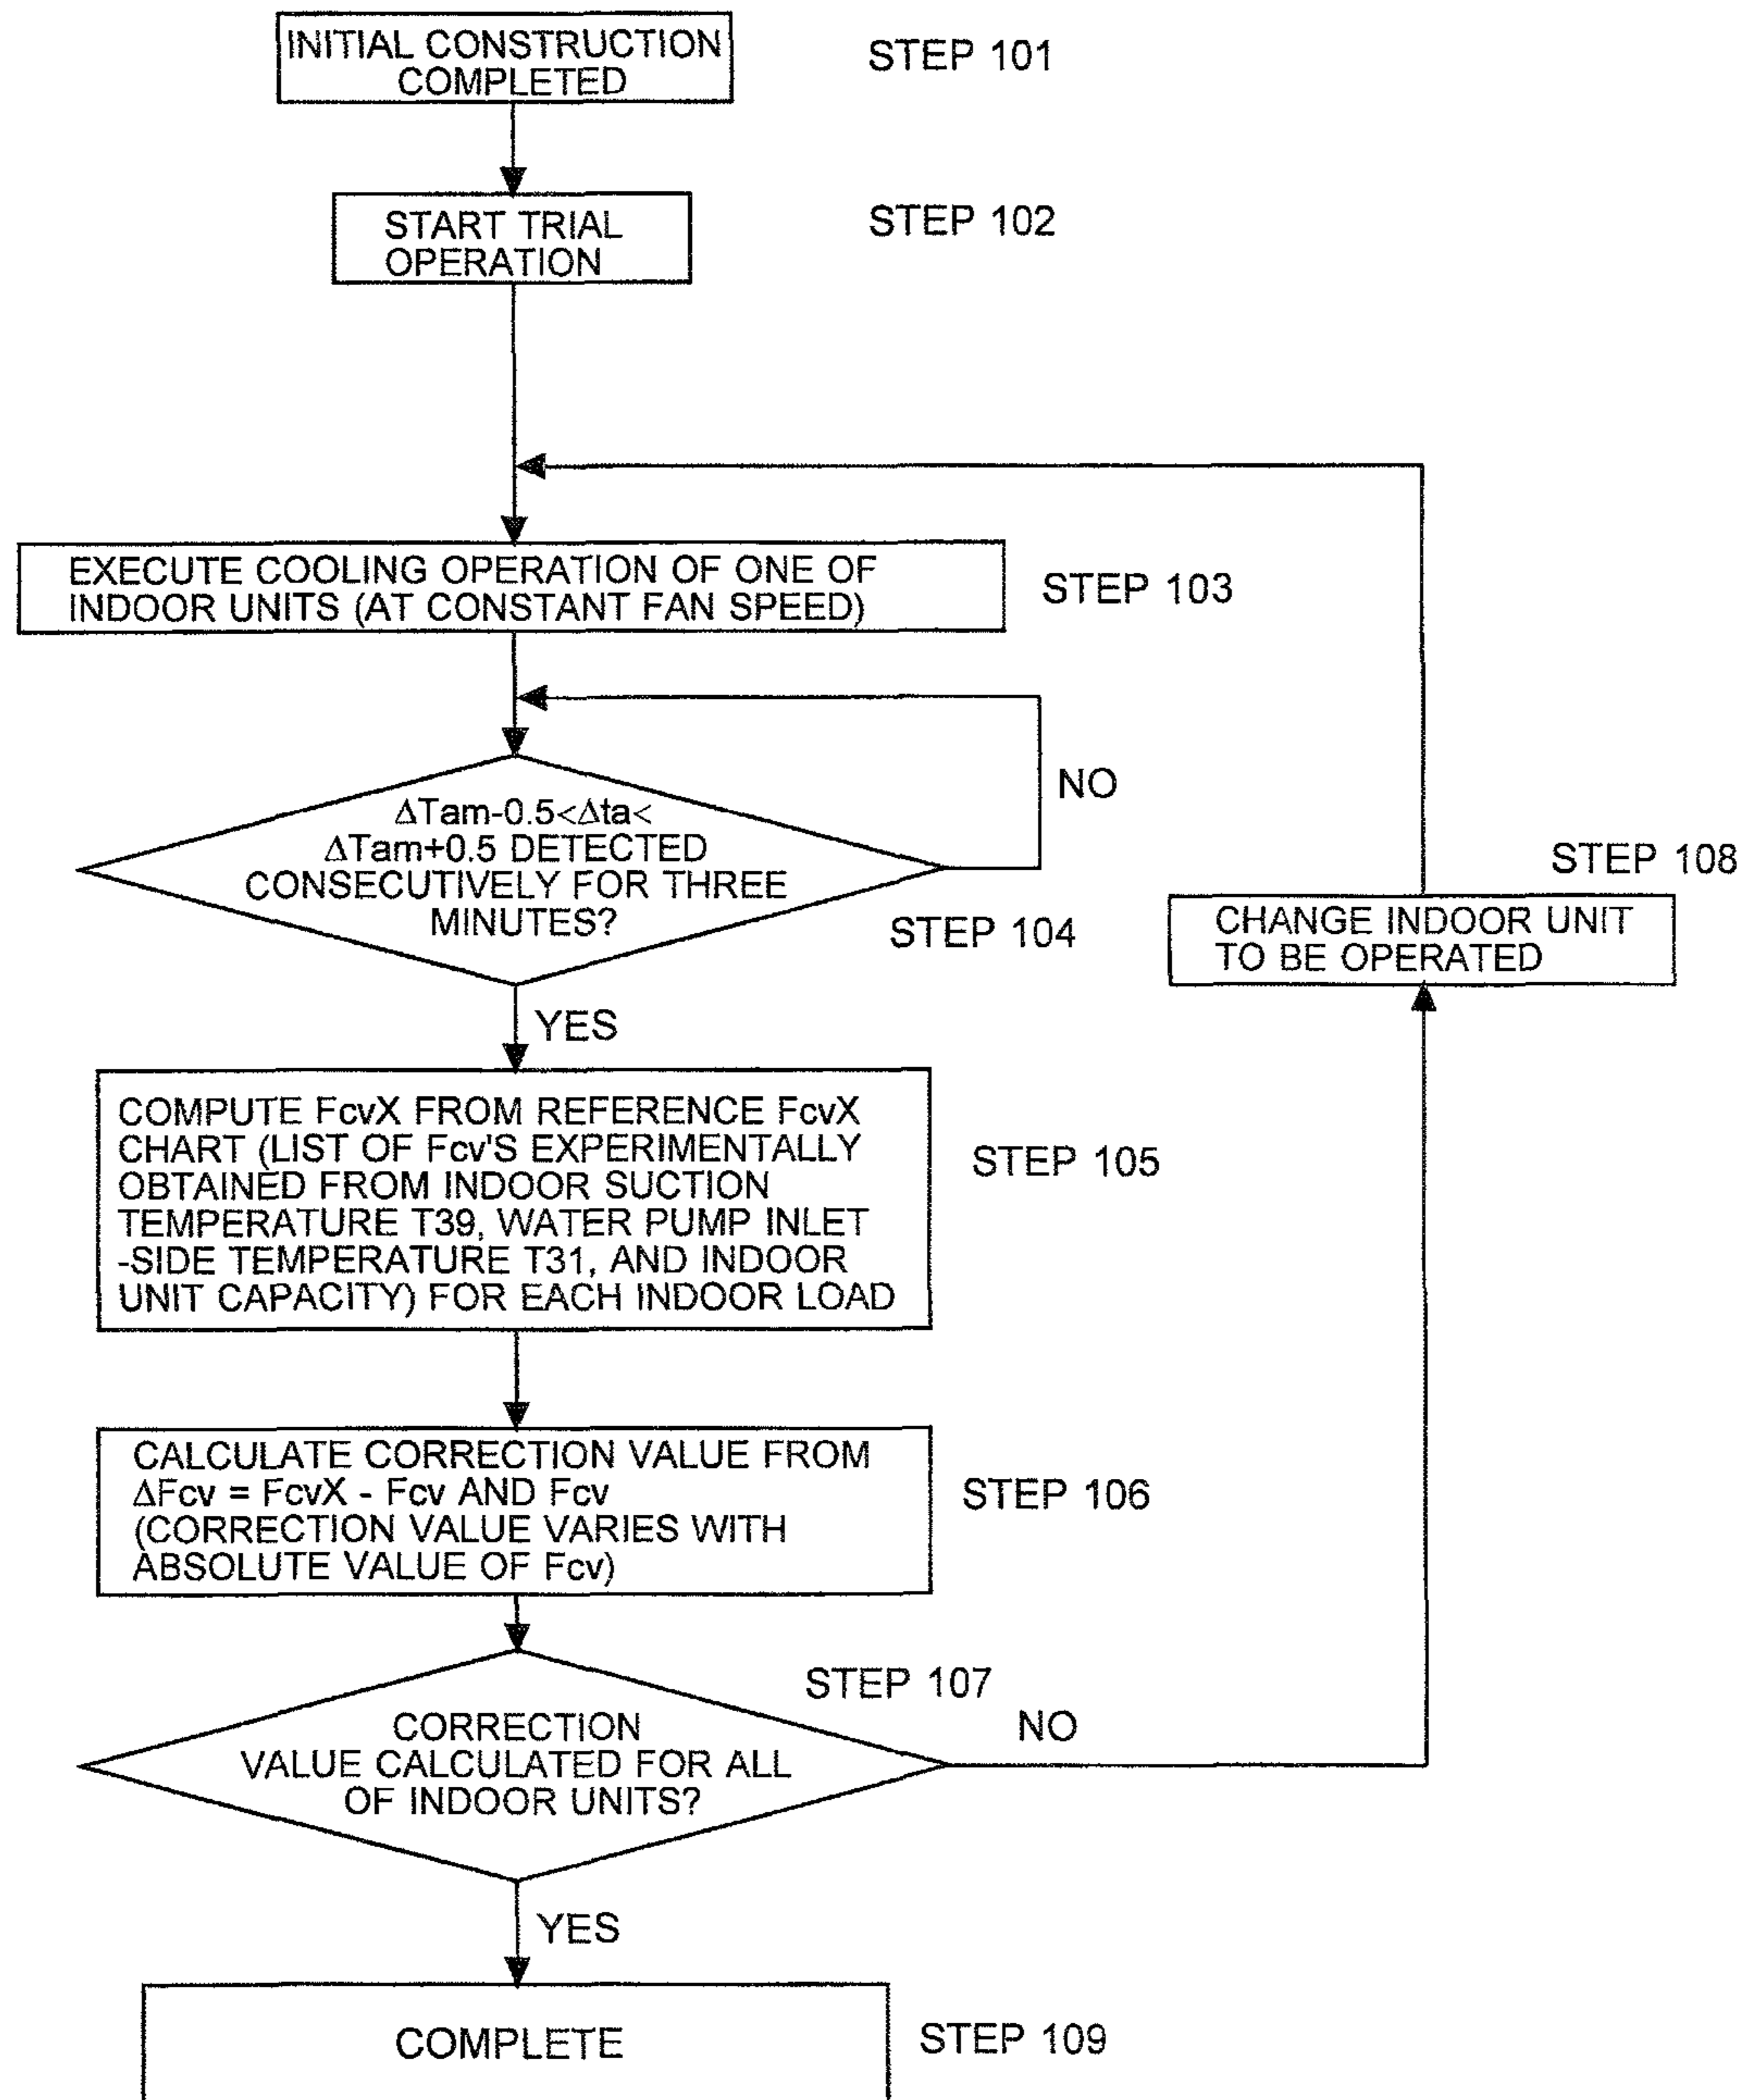 INITIAL CONSTRUCTION
COMPLETED
STEP 101
START TRIAL
OPERATION
STEP 102
EXECUTE COOLING OPERATION OF ONE OF
INDOOR UNITS (AT CONSTANT FAN SPEED)
STEP 103
NO
ΔTam-0.5<Δta<
ΔTam+0.5 DETECTED
CONSECUTIVELY FOR THREE
MINUTES?
STEP 104
STEP 108
CHANGE INDOOR UNIT
TO BE OPERATED
YES
COMPUTE FcvX FROM REFERENCE FcvX
CHART (LIST OF Fcv'S EXPERIMENTALLY
OBTAINED FROM INDOOR SUCTION
TEMPERATURE T39, WATER PUMP INLET
-SIDE TEMPERATURE T31, AND INDOOR
UNIT CAPACITY) FOR EACH INDOOR LOAD
STEP 105
CALCULATE CORRECTION VALUE FROM
ΔFcv = FcvX - Fcv AND Fcv
(CORRECTION VALUE VARIES WITH
ABSOLUTE VALUE OF Fcv)
STEP 106
STEP 107
CORRECTION
VALUE CALCULATED FOR ALL
OF INDOOR UNITS?
NO
YES
COMPLETE
STEP 109